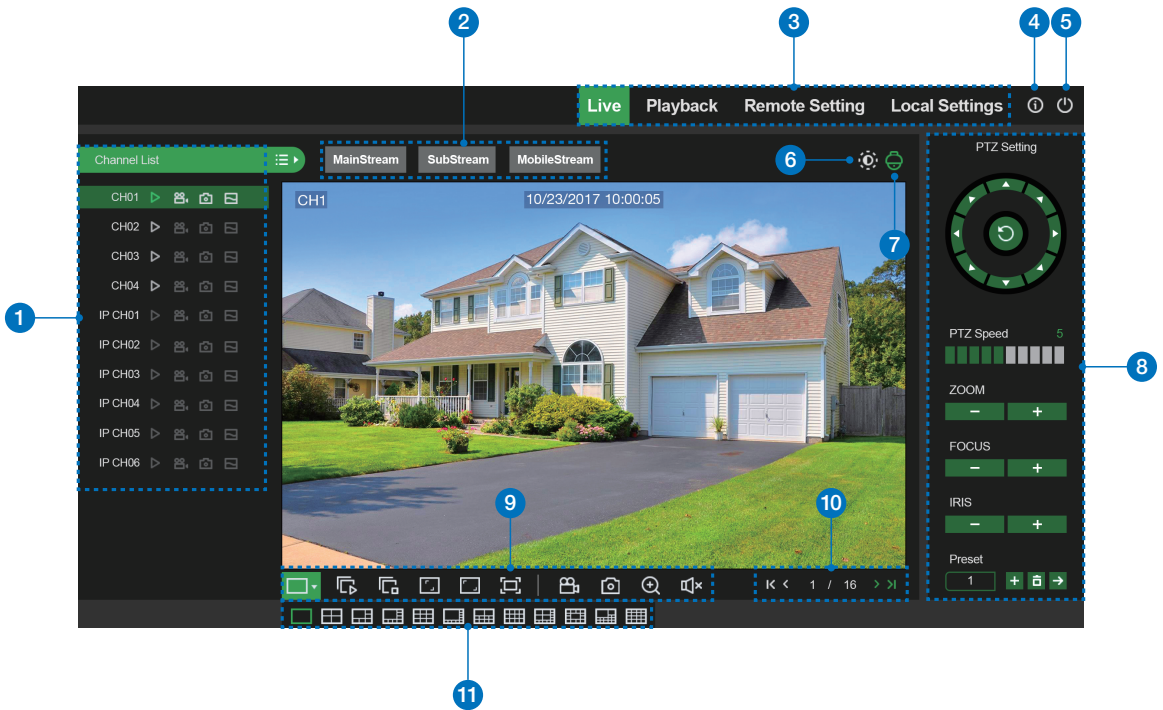 2
3
4
5
Live
Playback
Remote Setting
Local Settings
PTZ Setting
Channel List
MainStream
SubStream
MobileStream
6
7
CH1
10/23/2017 10:00:05
CH01
CH02
CH03
CH04
IP CH01
IP CH02
IP CH03
IP CH04
IP CH05
IP CH06
1
PTZ Speed 5
8
ZOOM
- +
FOCUS
- +
IRIS
- +
Preset
1
9
10
1 / 16
11